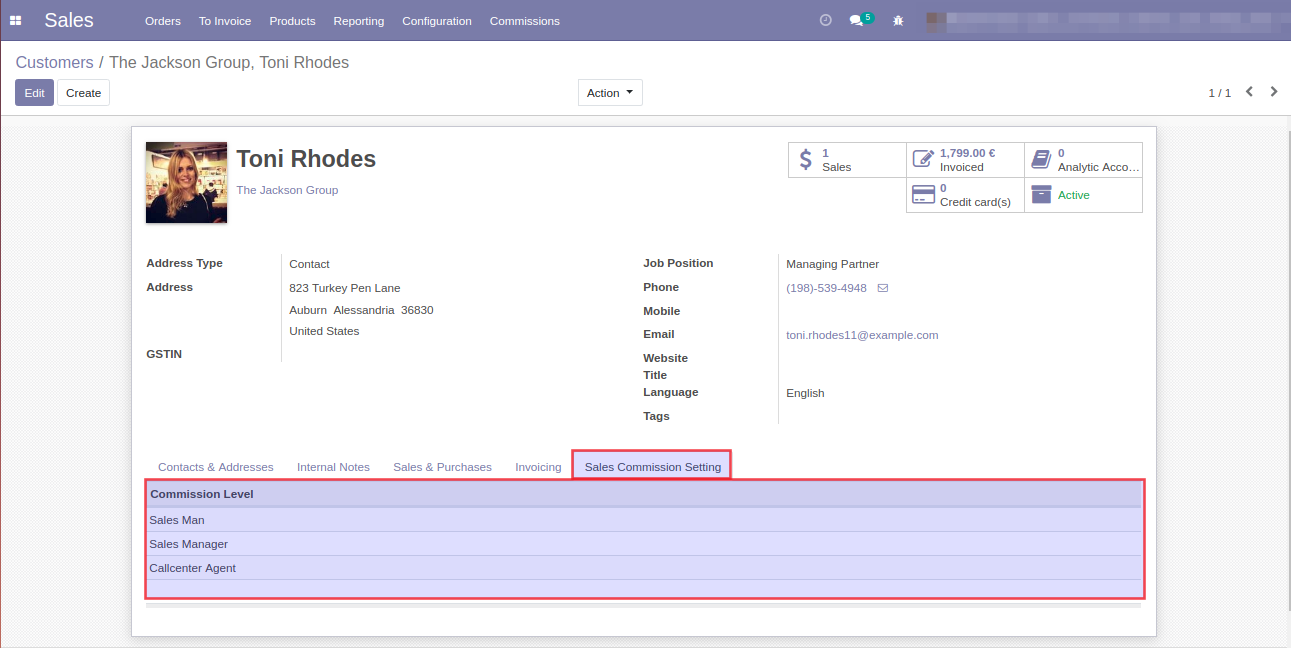 Sales Orders To Invoice Products Reporting Configuration Commissions 5
Customers / The Jackson Group, Toni Rhodes
Edit Create Action 1 / 1
Toni Rhodes
The Jackson Group
1 Sales
1,799.00 € Invoiced
0 Analytic Acco...
0 Credit card(s)
Active
Address Type Contact
Address 823 Turkey Pen Lane
Auburn Alessandria 36830
United States
GSTIN
Job Position Managing Partner
Phone (198)-539-4948
Mobile
Email toni.rhodes11@example.com
Website
Title
Language English
Tags
Contacts & Addresses Internal Notes Sales & Purchases Invoicing Sales Commission Setting
Commission Level
Sales Man
Sales Manager
Callcenter Agent